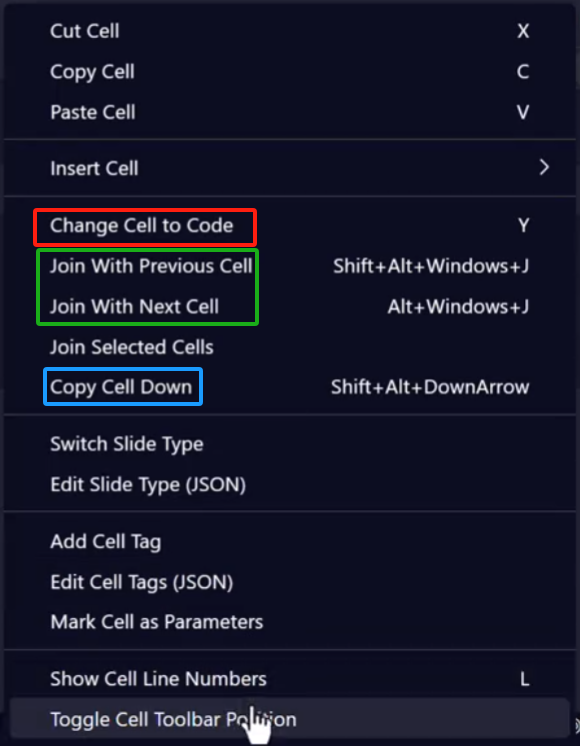 Cut Cell X
Copy Cell C
Paste Cell V
Insert Cell
Change Cell to Code Y
Join With Previous Cell Shift+Alt+Windows+J
Join With Next Cell Alt+Windows+J
Join Selected Cells
Copy Cell Down Shift+Alt+DownArrow
Switch Slide Type
Edit Slide Type (JSON)
Add Cell Tag
Edit Cell Tags (JSON)
Mark Cell as Parameters
Show Cell Line Numbers L
Toggle Cell Toolbar Position